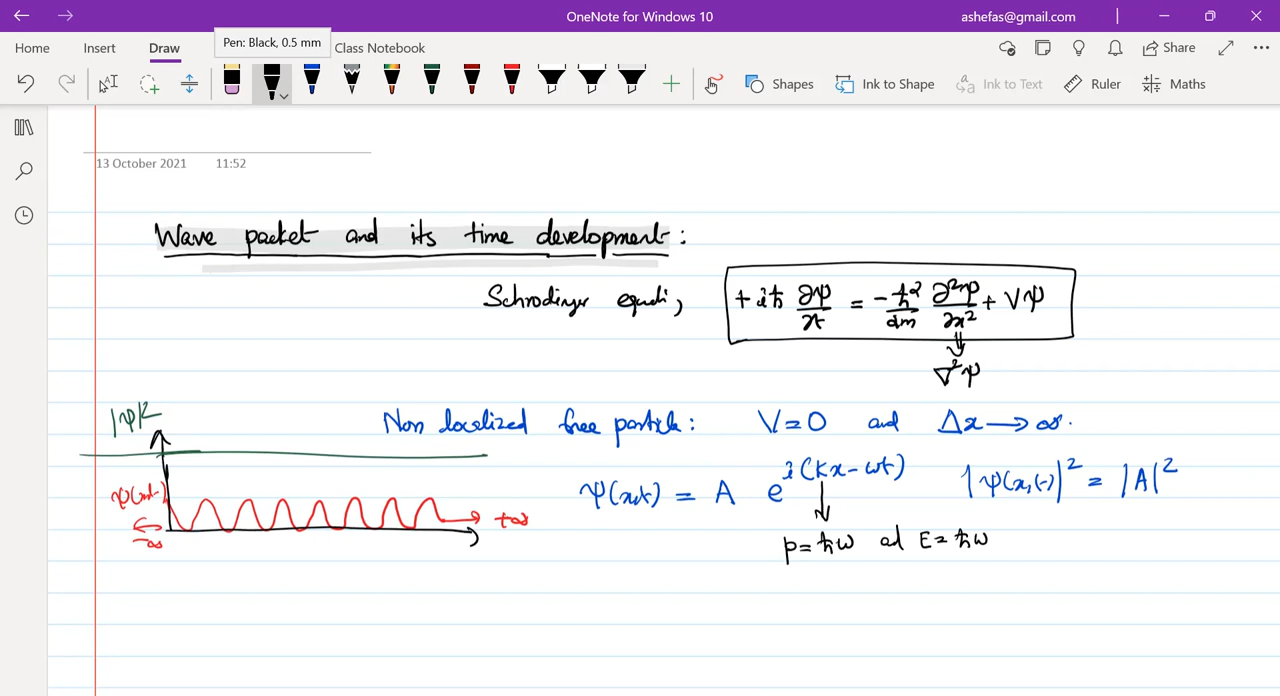 OneNote for Windows 10
ashefas@gmail.com
Home Insert Draw Class Notebook Share
Pen: Black, 0.5 mm
Shapes Ink to Shape Ink to Text Ruler Maths
13 October 2021 11:52
Wave packet and its time development:
Schrodinger equati, +iħ ∂ψ/∂t = -ħ²/2m ∂²ψ/∂x² + Vψ
∇²ψ
|ψ|²
Non localized free particle: V=0 and Δx→∞.
ψ(x,t) = A e^{i(kx-ωt)} |ψ(x,t)|² = |A|²
ψ(x,t)
+∞
-∞
p=ħω ad E=ħω